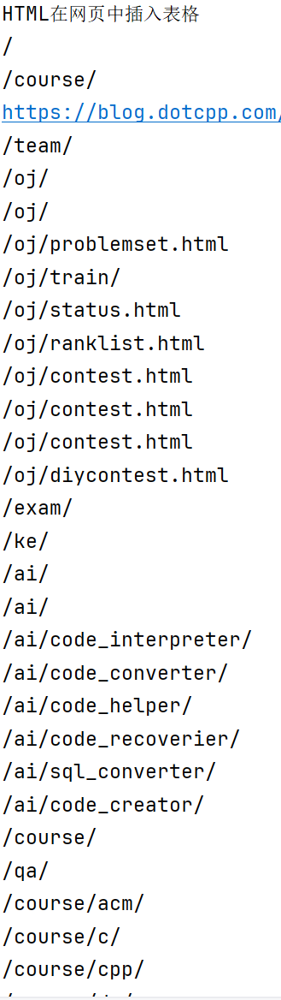 HTML在网页中插入表格
/
/course/
https://blog.dotcpp.com/
/team/
/oj/
/oj/
/oj/problemset.html
/oj/train/
/oj/status.html
/oj/ranklist.html
/oj/contest.html
/oj/contest.html
/oj/contest.html
/oj/diycontest.html
/exam/
/ke/
/ai/
/ai/
/ai/code_interpreter/
/ai/code_converter/
/ai/code_helper/
/ai/code_recoverier/
/ai/sql_converter/
/ai/code_creator/
/course/
/qa/
/course/acm/
/course/c/
/course/cpp/